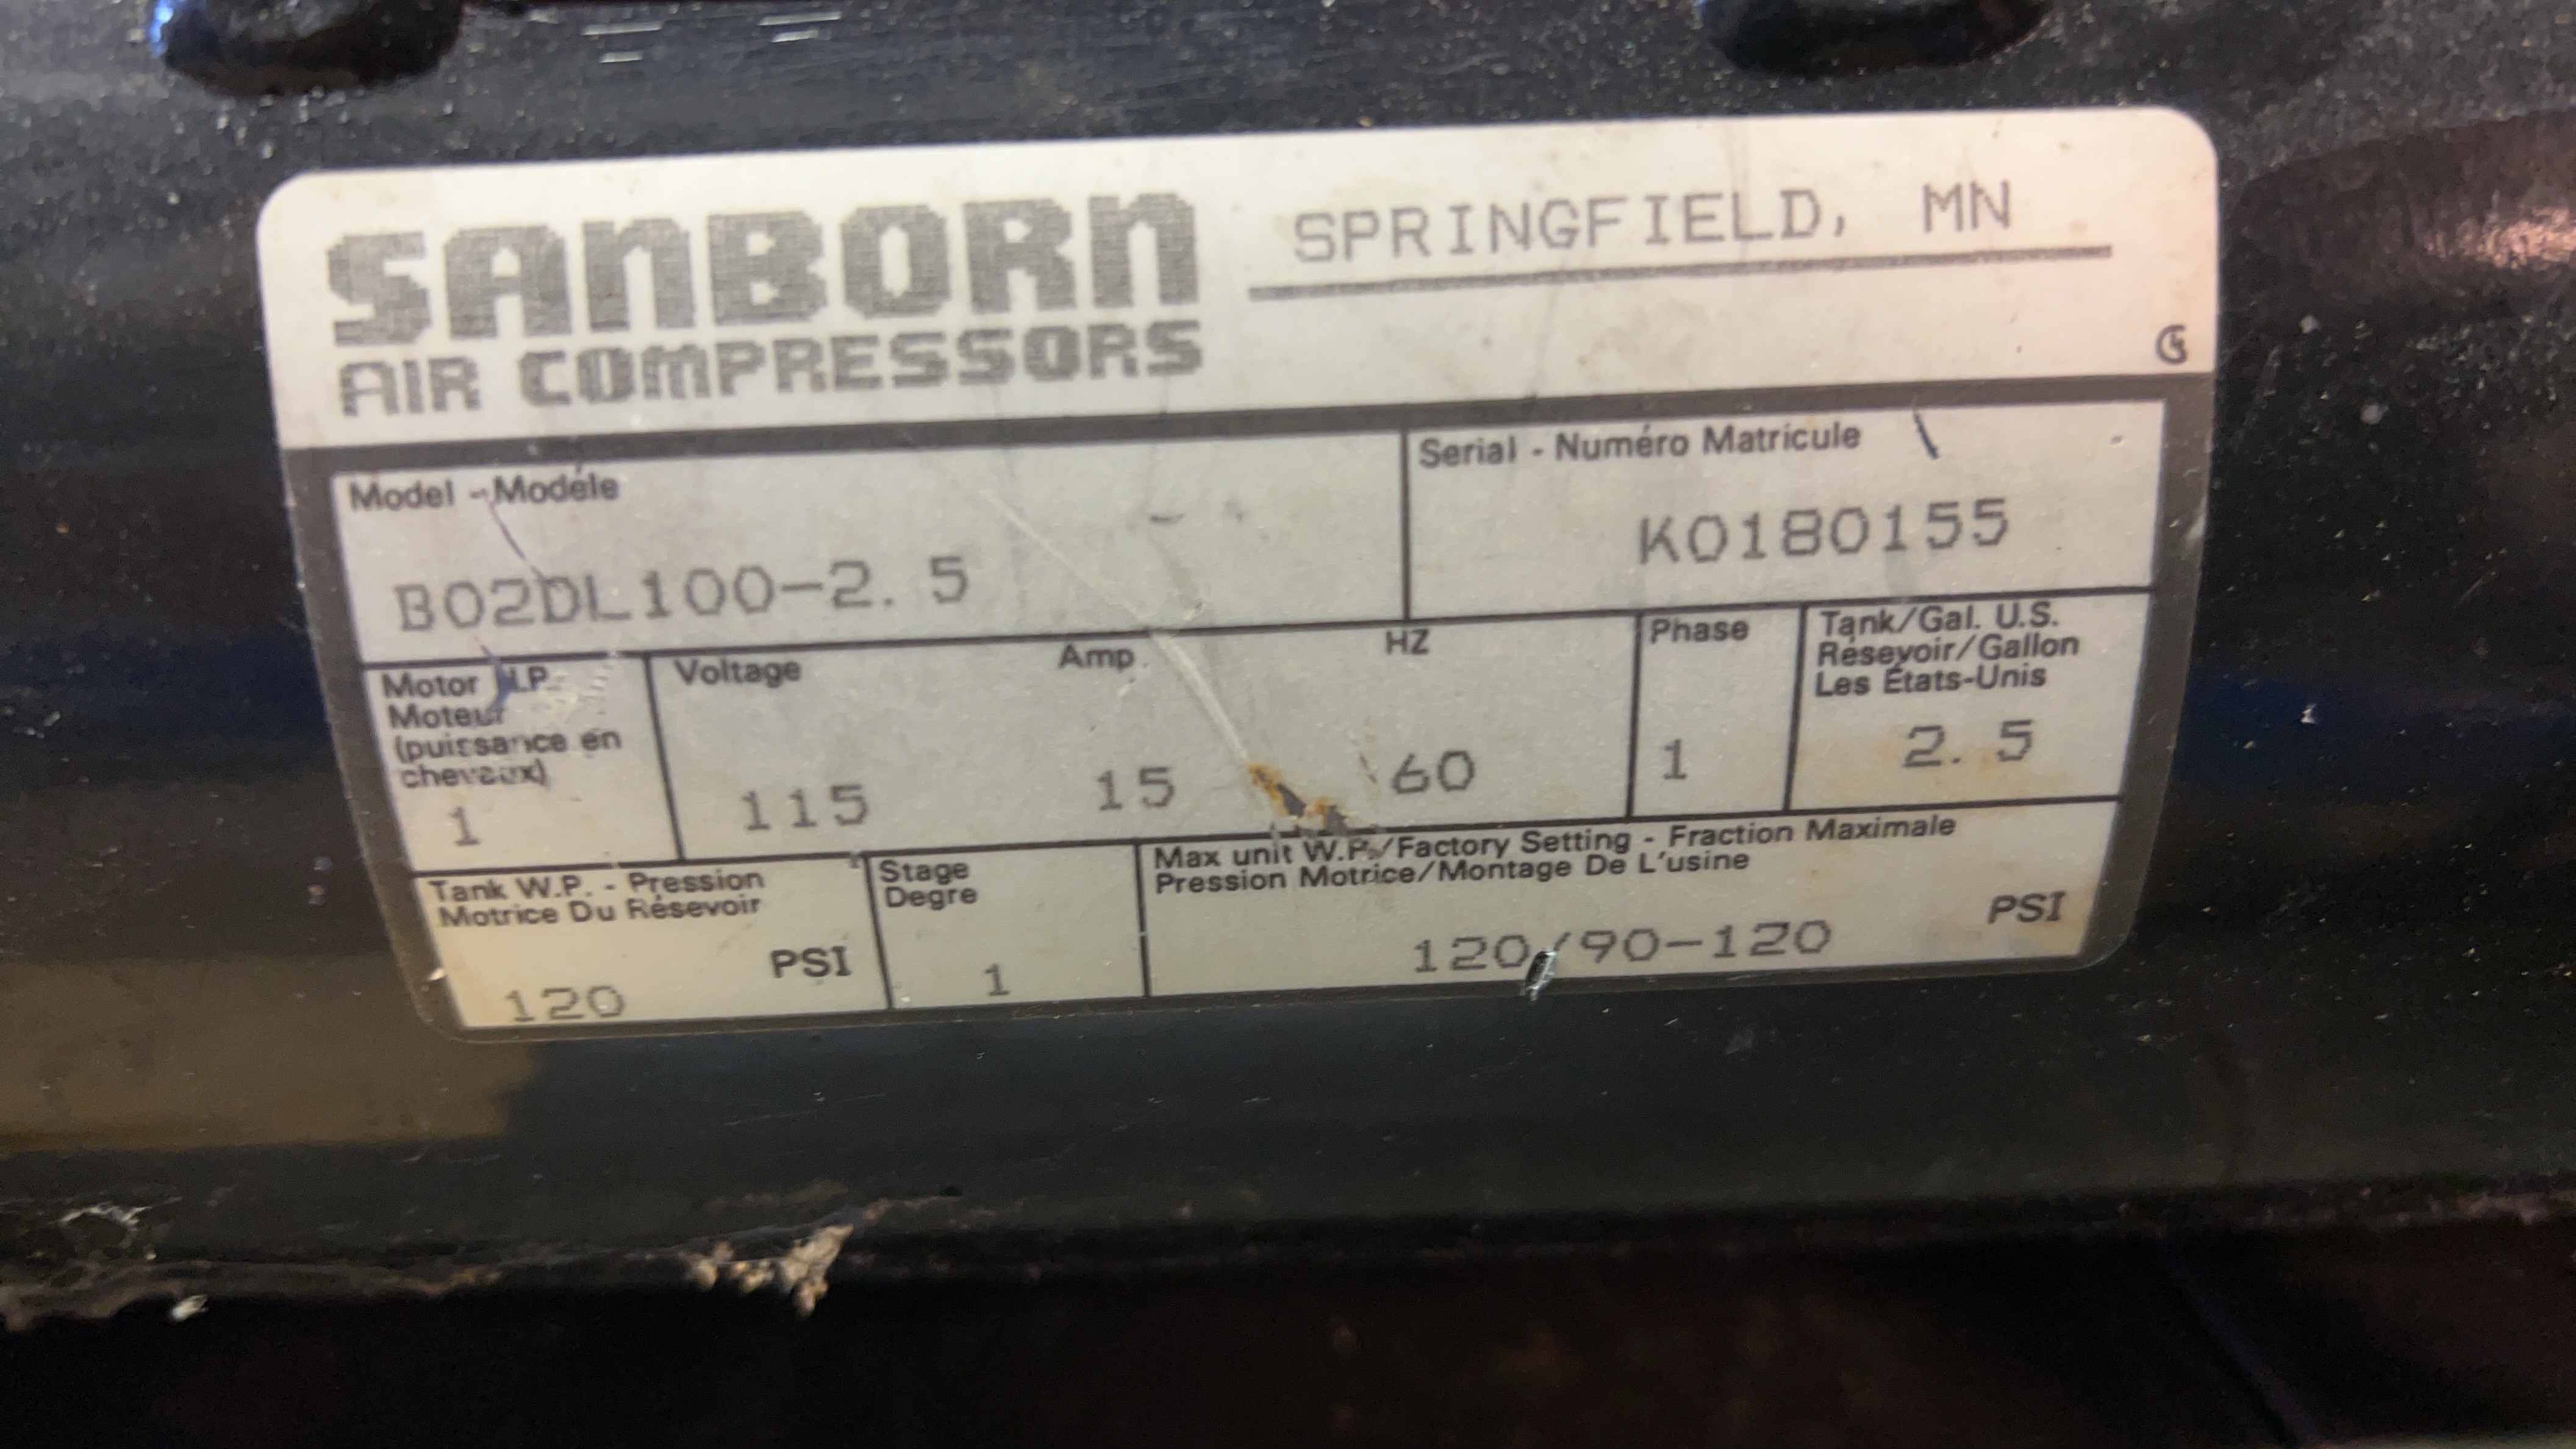 SANBORN
AIR COMPRESSORS
SPRINGFIELD, MN
G
Model - Modéle
B02DL100-2.5
Serial - Numéro Matricule
K0180155
Motor
Moteur
(puissance en
chevaux)
1
Voltage
115
Amp.
15
HZ
60
Phase
1
Tank/Gal. U.S.
Résevoir/Gallon
Les États-Unis
2.5
Tank W.P. - Pression
Motrice Du Résevoir
PSI
120
Stage
Degre
1
Max unit W.P./Factory Setting - Fraction Maximale
Pression Motrice/Montage De L'usine
PSI
120/90-120